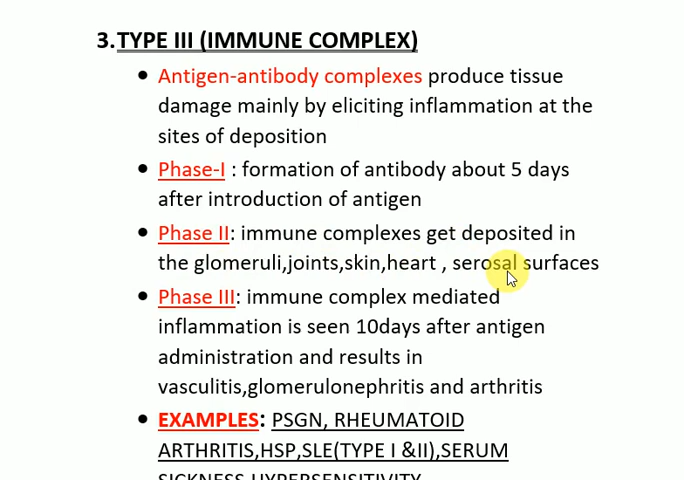 3.TYPE III (IMMUNE COMPLEX)
• Antigen-antibody complexes produce tissue
damage mainly by eliciting inflammation at the
sites of deposition
• Phase-I : formation of antibody about 5 days
after introduction of antigen
• Phase II: immune complexes get deposited in
the glomeruli,joints,skin,heart , serosal surfaces
• Phase III: immune complex mediated
inflammation is seen 10days after antigen
administration and results in
vasculitis,glomerulonephritis and arthritis
• EXAMPLES: PSGN, RHEUMATOID
ARTHRITIS,HSP,SLE(TYPE I &II),SERUM
SICKNESS,HYPERSENSITIVITY